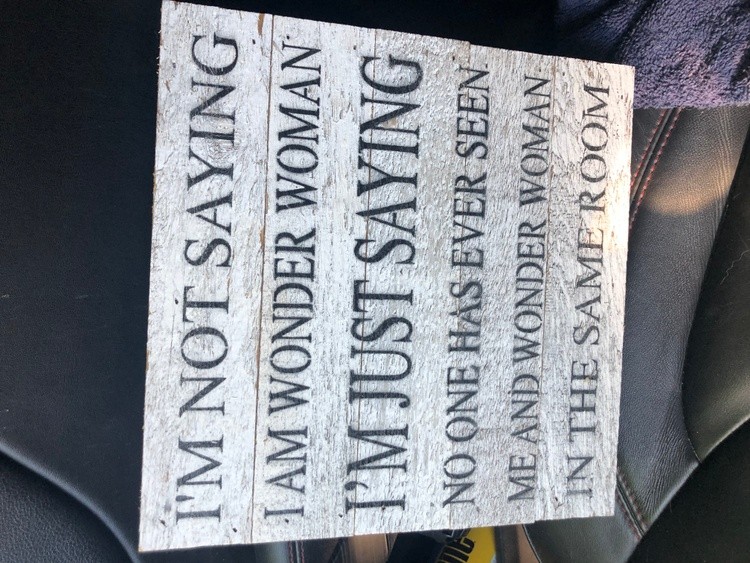 I'M NOT SAYING
I AM WONDER WOMAN
I'M JUST SAYING
NO ONE HAS EVER SEEN
ME AND WONDER WOMAN
IN THE SAME ROOM